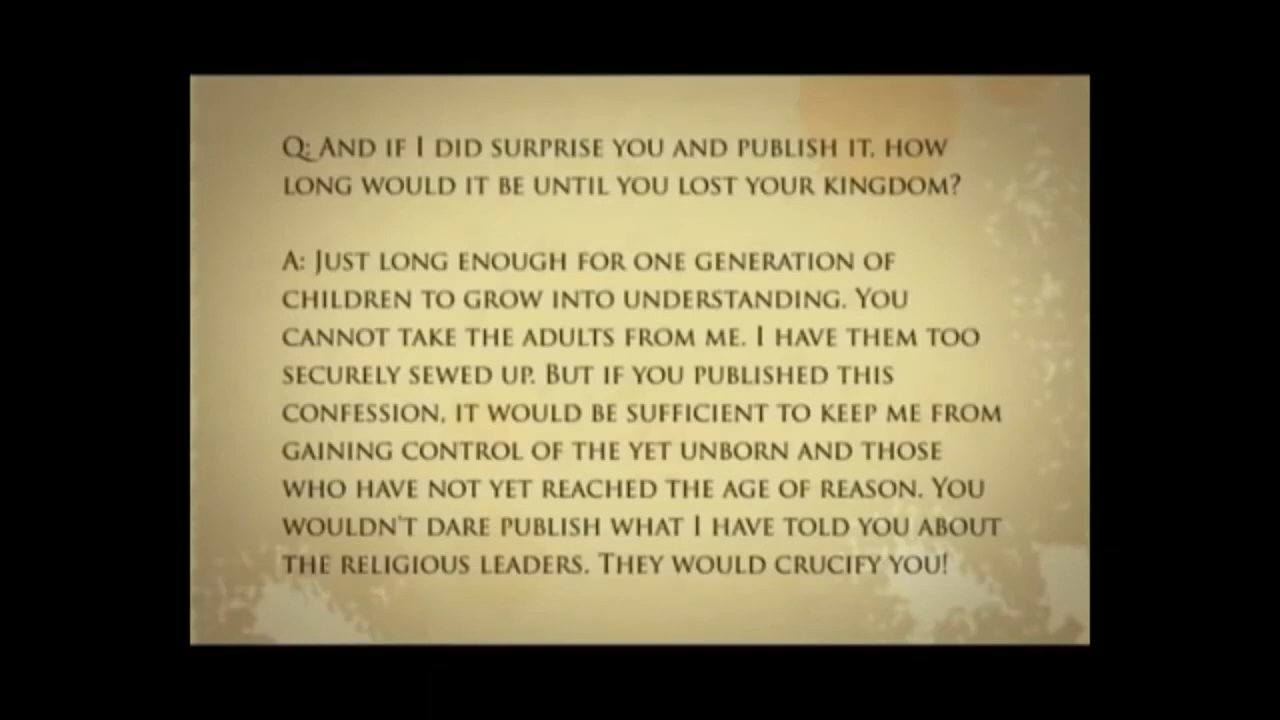 Q: And if I did surprise you and publish it, how
long would it be until you lost your kingdom?
A: Just long enough for one generation of
children to grow into understanding. You
cannot take the adults from me. I have them too
securely sewed up. But if you published this
confession, it would be sufficient to keep me from
gaining control of the yet unborn and those
who have not yet reached the age of reason. You
wouldn't dare publish what I have told you about
the religious leaders. They would crucify you!